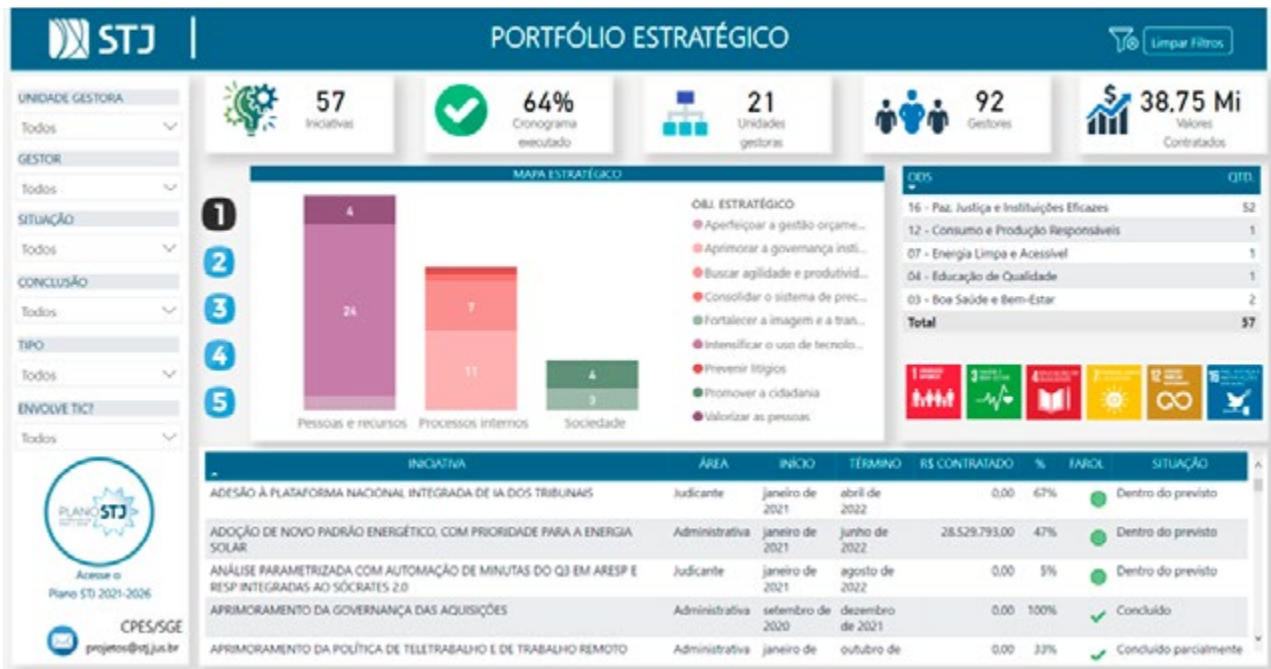 STJ
PORTFÓLIO ESTRATÉGICO
Limpar Filtros
UNIDADE GESTORA
Todos
GESTOR
Todos
SITUAÇÃO
Todos
CONCLUSÃO
Todos
TIPO
Todos
ENVOLVE TIC?
Todos
PLANO STJ
Acesse o
Plano STJ 2021-2026
CPES/SGE
projetos@stj.jus.br
57
Iniciativas
64%
Cronograma
executado
21
Unidades
gestoras
92
Gestores
$
38.75 Mi
Valores
Contratados
1
2
3
4
5
MAPA ESTRATÉGICO
4
24
7
11
4
3
Pessoas e recursos Processos internos Sociedade
OBJ. ESTRATÉGICO
Aperfeiçoar a gestão orçame...
Aprimorar a governança insti...
Buscar agilidade e produtivid...
Consolidar o sistema de prec...
Fortalecer a imagem e a tran...
Intensificar o uso de tecnolo...
Prevenir litígios
Promover a cidadania
Valorizar as pessoas
ODS QTD.
16 - Paz, Justiça e Instituições Eficazes 52
12 - Consumo e Produção Responsáveis 1
07 - Energia Limpa e Acessível 1
04 - Educação de Qualidade 1
03 - Boa Saúde e Bem-Estar 2
Total 57
1 3 4 7 12 16
INICIATIVA ÁREA INÍCIO TÉRMINO R$ CONTRATADO % FAROL SITUAÇÃO
ADESÃO À PLATAFORMA NACIONAL INTEGRADA DE IA DOS TRIBUNAIS Judicante janeiro de abril de 0,00 67% Dentro do previsto
2021 2022
ADOÇÃO DE NOVO PADRÃO ENERGÉTICO, COM PRIORIDADE PARA A ENERGIA Administrativa janeiro de junho de 28.529.793,00 47% Dentro do previsto
SOLAR 2021 2022
ANÁLISE PARAMETRIZADA COM AUTOMAÇÃO DE MINUTAS DO Q3 EM ARESP E Judicante janeiro de agosto de 0,00 5% Dentro do previsto
RESP INTEGRADAS AO SÓCRATES 2.0 2021 2022
APRIMORAMENTO DA GOVERNANÇA DAS AQUISIÇÕES Administrativa setembro de dezembro 0,00 100% Concluído
2020 de 2021
APRIMORAMENTO DA POLÍTICA DE TELETRABALHO E DE TRABALHO REMOTO Administrativa janeiro de outubro de 0,00 33% Concluído parcialmente